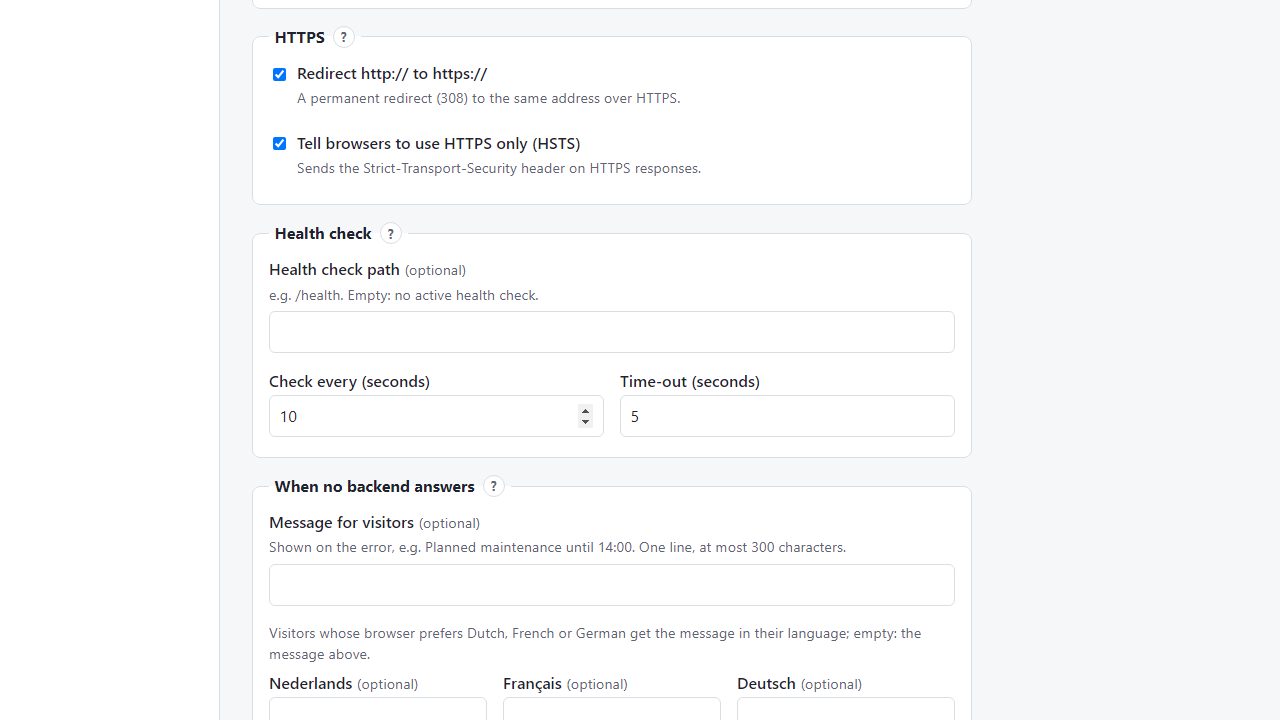 HTTPS ?
Redirect http:// to https://
A permanent redirect (308) to the same address over HTTPS.
Tell browsers to use HTTPS only (HSTS)
Sends the Strict-Transport-Security header on HTTPS responses.
Health check ?
Health check path (optional)
e.g. /health. Empty: no active health check.
Check every (seconds)
10
Time-out (seconds)
5
When no backend answers ?
Message for visitors (optional)
Shown on the error, e.g. Planned maintenance until 14:00. One line, at most 300 characters.
Visitors whose browser prefers Dutch, French or German get the message in their language; empty: the
message above.
Nederlands (optional)
Français (optional)
Deutsch (optional)